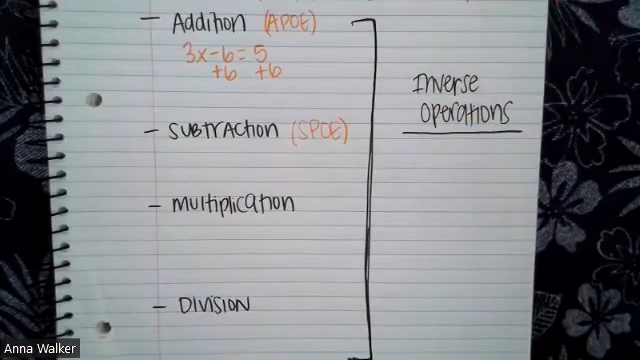 – Addition (APOE)
3x – 6 = 5
+6 +6
– SUBTRACTION (SPOE)
– multiplication
– DIVISION
Inverse
Operations
Anna Walker